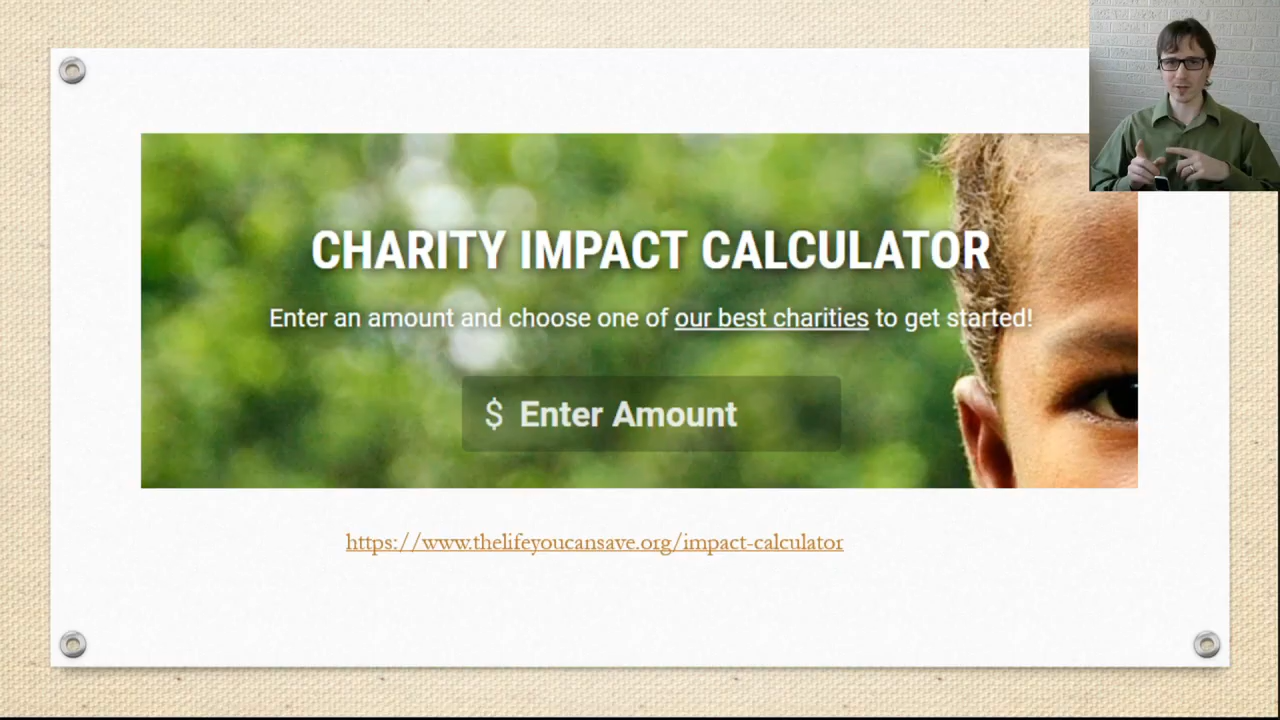 CHARITY IMPACT CALCULATOR
Enter an amount and choose one of our best charities to get started!
$ Enter Amount
https://www.thelifeyoucansave.org/impact-calculator